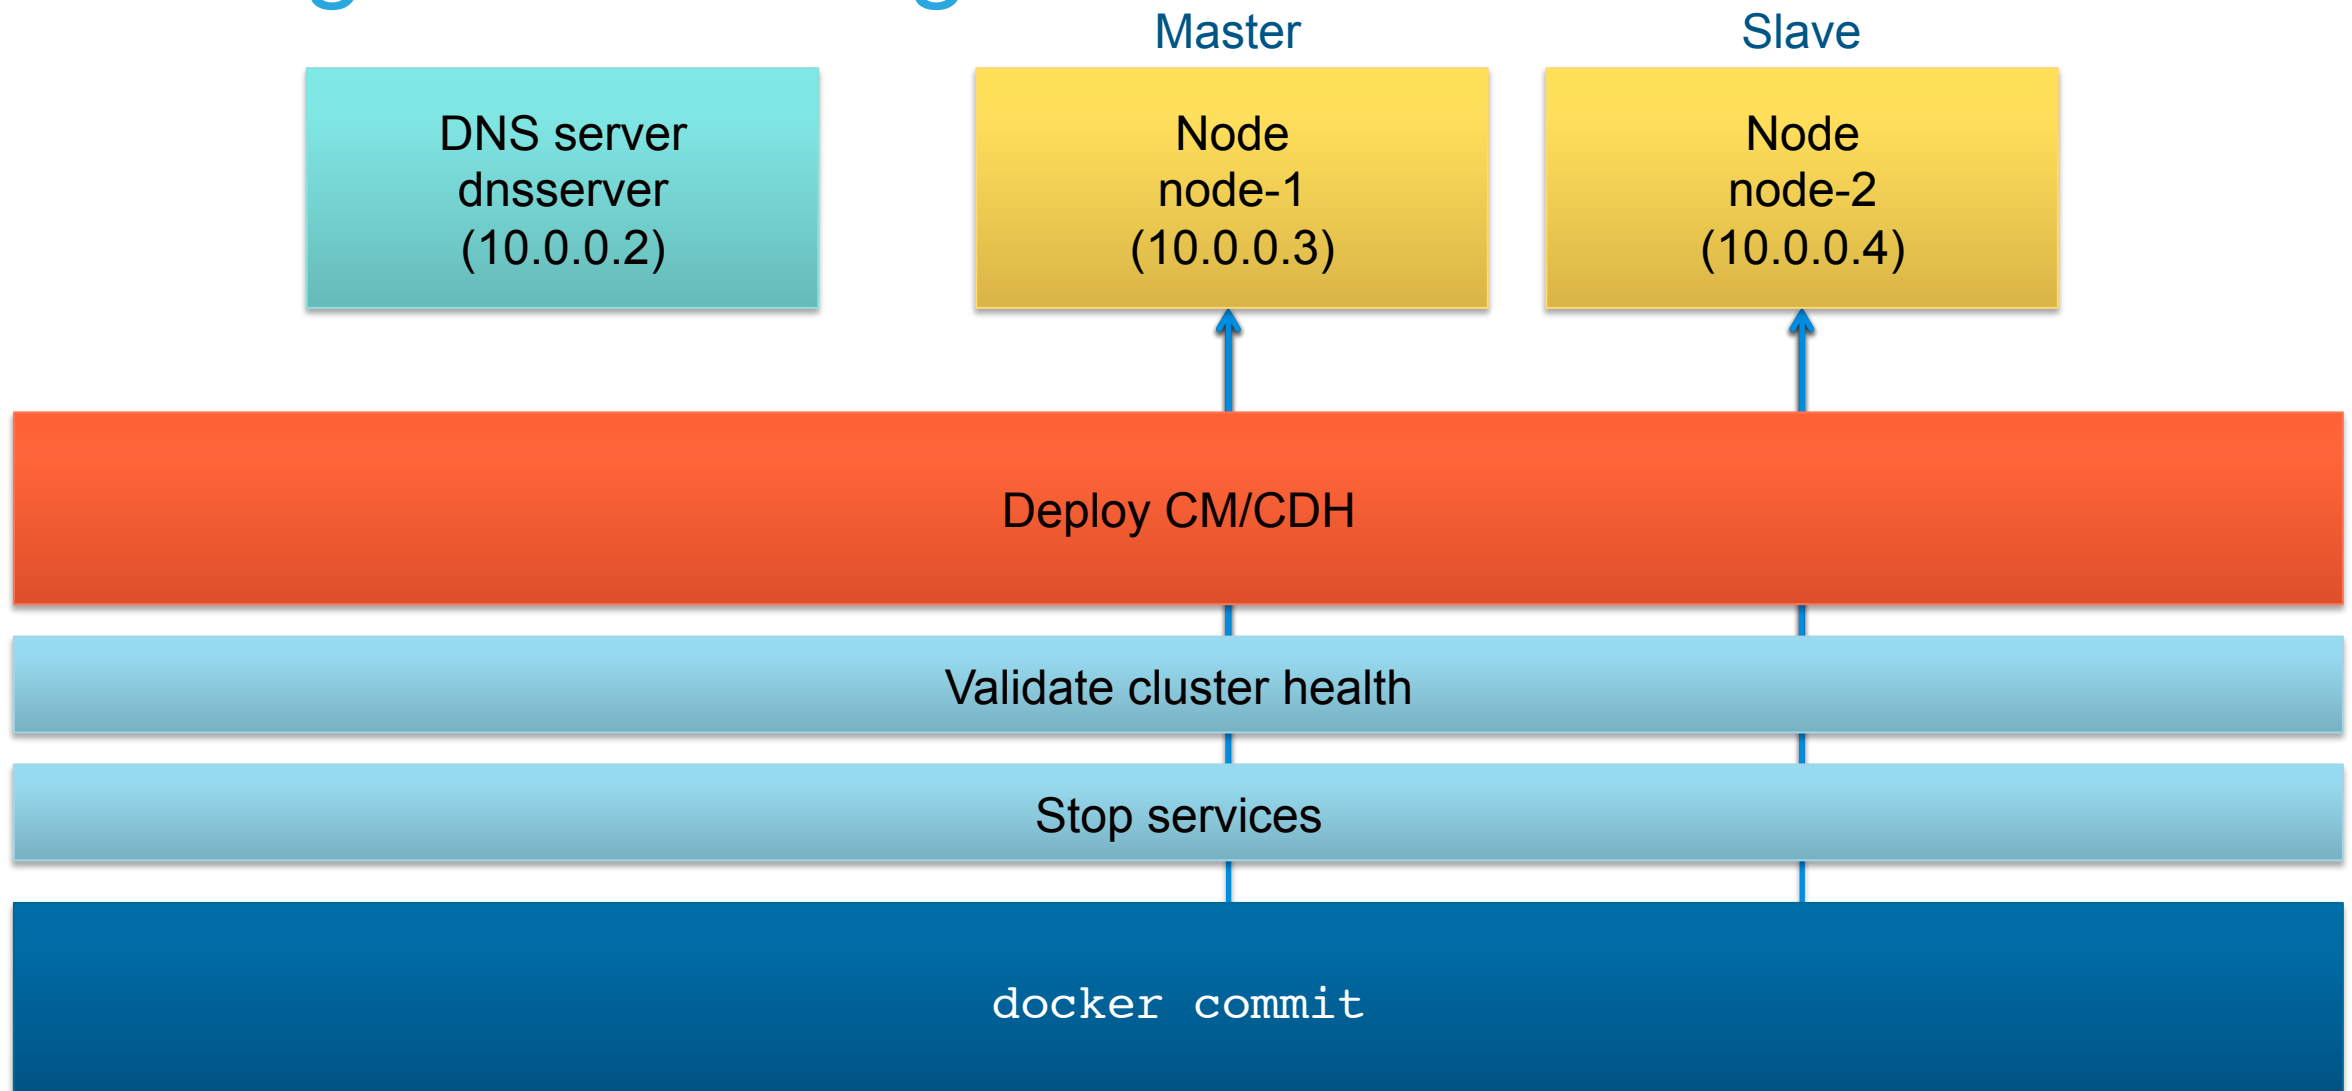 Master
Slave
DNS server
dnsserver
(10.0.0.2)
Node
node-1
(10.0.0.3)
Node
node-2
(10.0.0.4)
Deploy CM/CDH
Validate cluster health
Stop services
docker commit